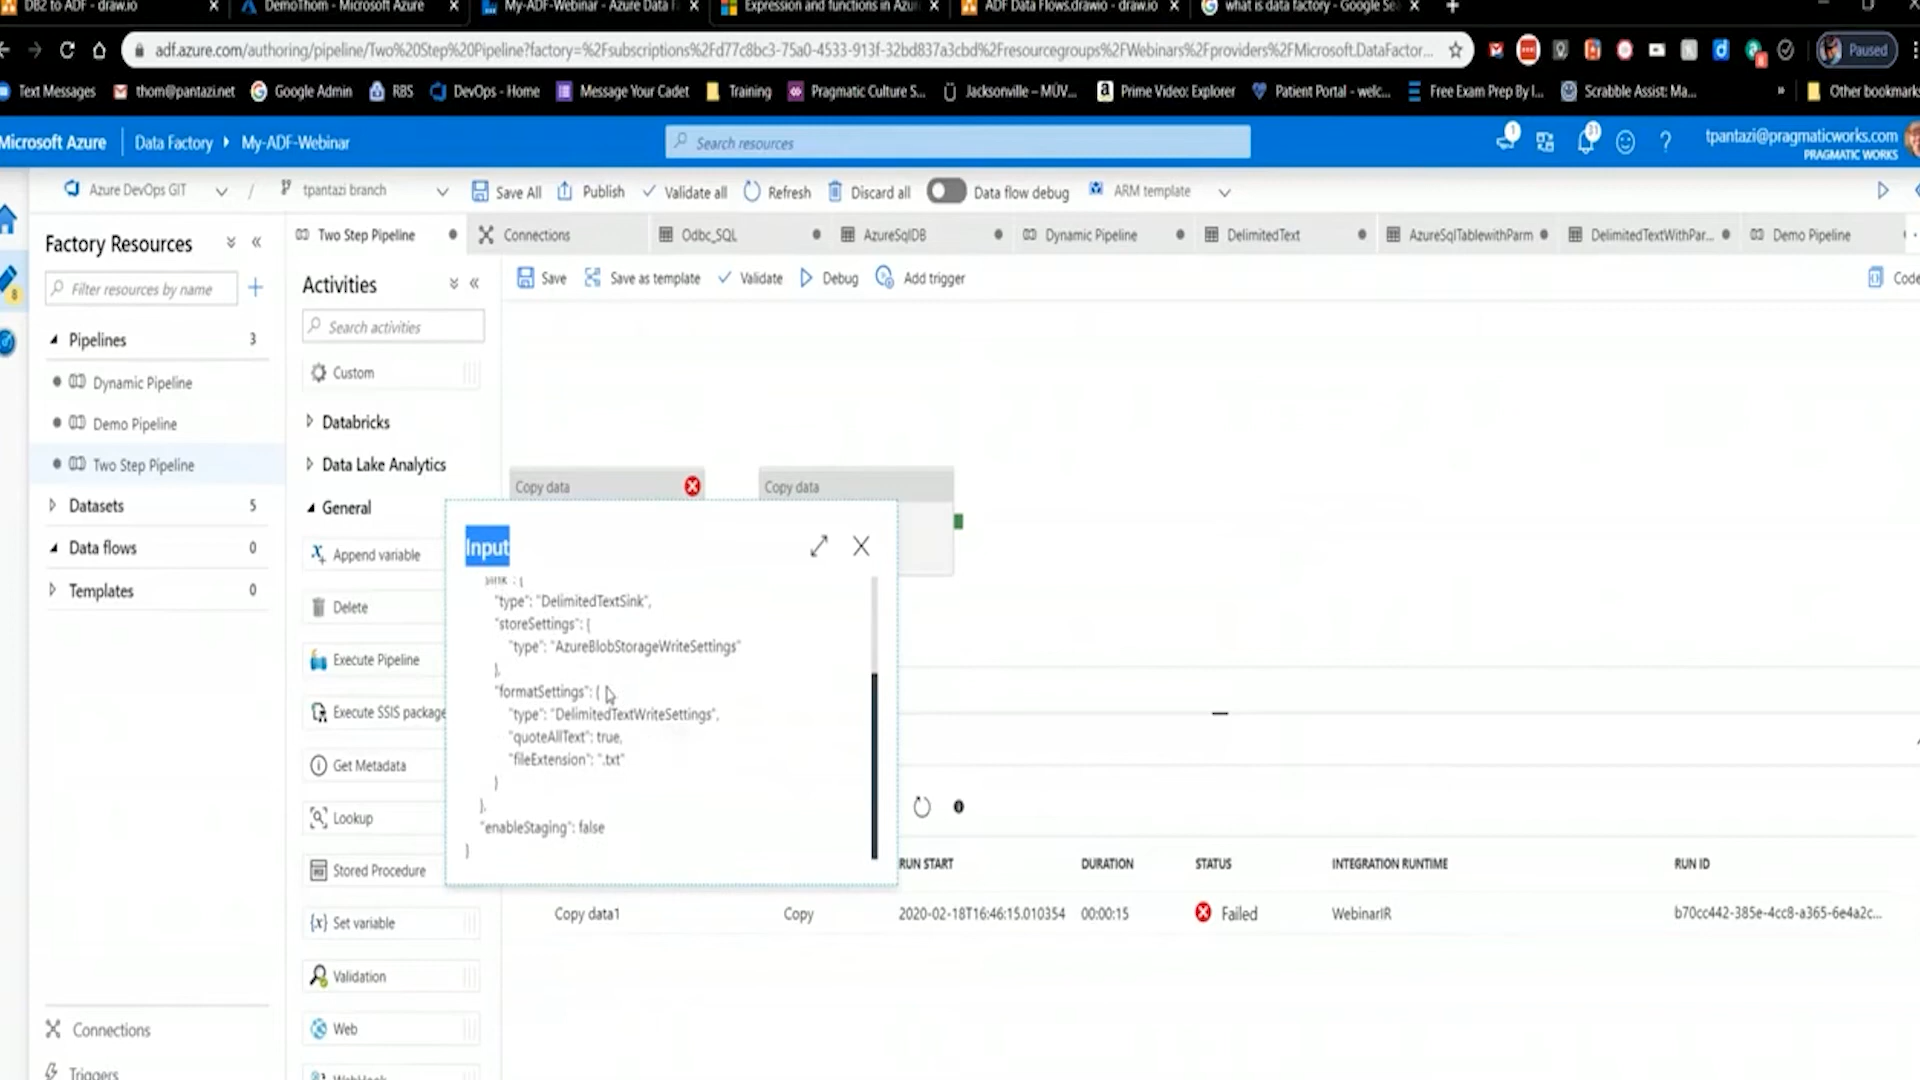 DB2 to ADF - draw.io
DemoThom - Microsoft Azure
My-ADF-Webinar - Azure Data F
Expression and functions in Azur
ADF Data Flows.drawio - draw.io
what is data factory - Google Se
adf.azure.com/authoring/pipeline/Two%20Step%20Pipeline?factory=%2Fsubscriptions%2Fd77c8bc3-75a0-4533-913f-32bd837a3cbd%2Fresourcegroups%2FWebinars%2Fproviders%2FMicrosoft.DataFactor...
Paused
Text Messages
thom@pantazi.net
Google Admin
RBS
DevOps - Home
Message Your Cadet
Training
Pragmatic Culture S...
Jacksonville – MÜV...
Prime Video: Explorer
Patient Portal - welc...
Free Exam Prep By I...
Scrabble Assist: Ma...
»
Other bookmarks
Microsoft Azure
Data Factory
My-ADF-Webinar
Search resources
1
31
tpantazi@pragmaticworks.com
PRAGMATIC WORKS
Azure DevOps GIT
/
tpantazi branch
Save All
Publish
Validate all
Refresh
Discard all
Data flow debug
ARM template
Factory Resources
Two Step Pipeline
Connections
Odbc_SQL
AzureSqlDB
Dynamic Pipeline
DelimitedText
AzureSqlTablewithParm
DelimitedTextWithPar...
Demo Pipeline
Filter resources by name
Activities
Save
Save as template
Validate
Debug
Add trigger
Code
8
Search activities
Pipelines 3
Dynamic Pipeline
Demo Pipeline
Two Step Pipeline
Datasets 5
Data flows 0
Templates 0
Connections
Triggers
Custom
Databricks
Data Lake Analytics
General
Append variable
Delete
Execute Pipeline
Execute SSIS package
Get Metadata
Lookup
Stored Procedure
Set variable
Validation
Web
WebHook
Copy data
Copy data
Input
"sink": {
"type": "DelimitedTextSink",
"storeSettings": {
"type": "AzureBlobStorageWriteSettings"
},
"formatSettings": {
"type": "DelimitedTextWriteSettings",
"quoteAllText": true,
"fileExtension": ".txt"
}
},
"enableStaging": false
}
RUN START
DURATION
STATUS
INTEGRATION RUNTIME
RUN ID
Copy data1
Copy
2020-02-18T16:46:15.010354
00:00:15
Failed
WebinarIR
b70cc442-385e-4cc8-a365-6e4a2c...